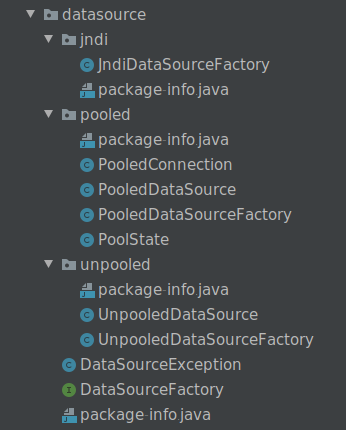 datasource
jndi
JndiDataSourceFactory
package-info.java
pooled
package-info.java
PooledConnection
PooledDataSource
PooledDataSourceFactory
PoolState
unpooled
package-info.java
UnpooledDataSource
UnpooledDataSourceFactory
DataSourceException
DataSourceFactory
package-info.java